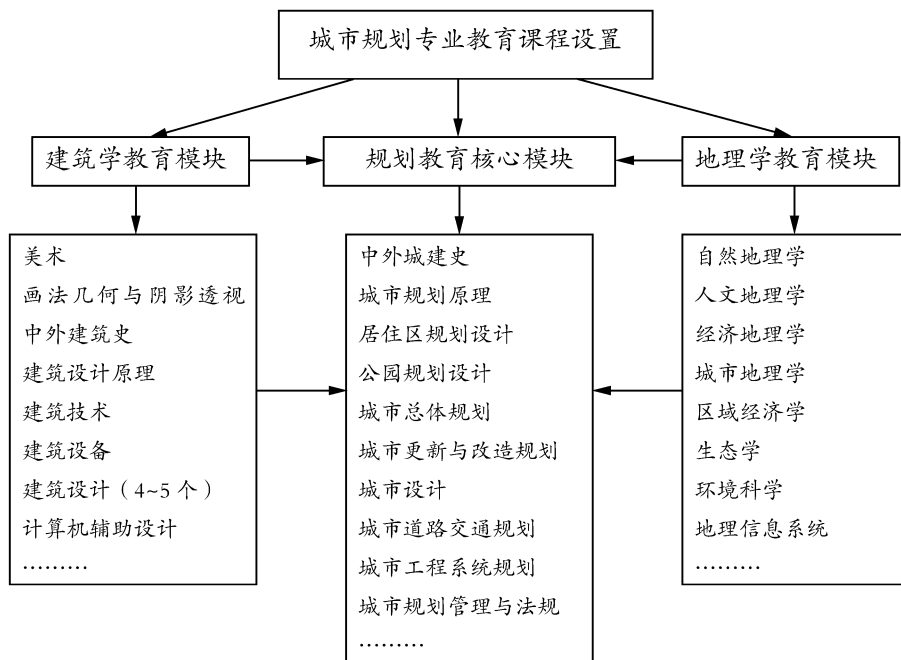 城市规划专业教育课程设置
建筑学教育模块
规划教育核心模块
地理学教育模块
美术
画法几何与阴影透视
中外建筑史
建筑设计原理
建筑技术
建筑设备
建筑设计（4~5个）
计算机辅助设计
………
中外城建史
城市规划原理
居住区规划设计
公园规划设计
城市总体规划
城市更新与改造规划
城市设计
城市道路交通规划
城市工程系统规划
城市规划管理与法规
………
自然地理学
人文地理学
经济地理学
城市地理学
区域经济学
生态学
环境科学
地理信息系统
………